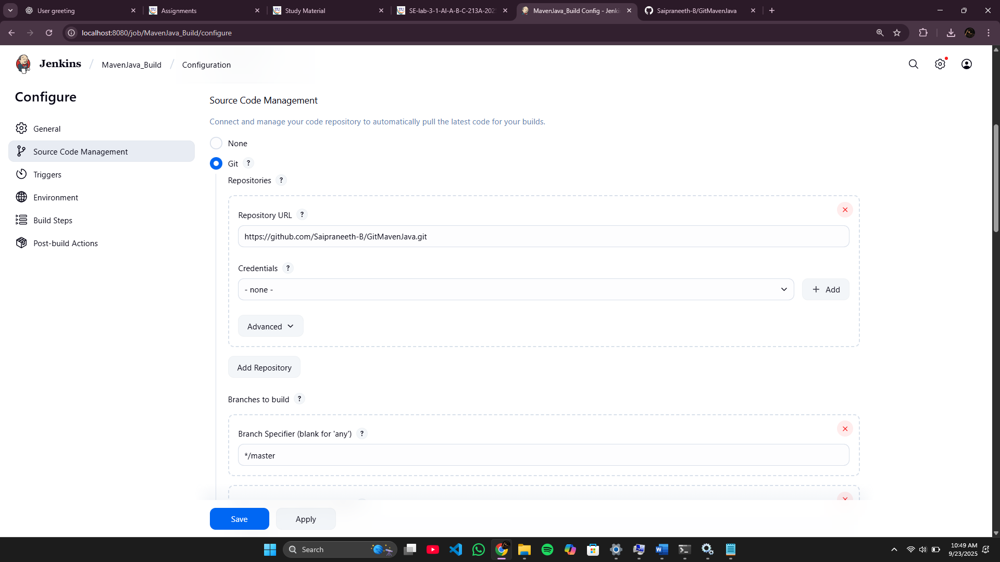 User greeting
Assignments
Study Material
SE-lab-3-1-AI-A-B-C-213A-202
MavenJava_Build Config - Jenki
Saipraneeth-B/GitMavenJava
localhost:8080/job/MavenJava_Build/configure
Jenkins / MavenJava_Build / Configuration
Configure
General
Source Code Management
Triggers
Environment
Build Steps
Post-build Actions
Source Code Management
Connect and manage your code repository to automatically pull the latest code for your builds.
None
Git ?
Repositories ?
Repository URL ?
https://github.com/Saipraneeth-B/GitMavenJava.git
Credentials ?
- none -
+ Add
Advanced
Add Repository
Branches to build ?
Branch Specifier (blank for 'any') ?
*/master
Save
Apply
Search
10:49 AM
9/23/2025